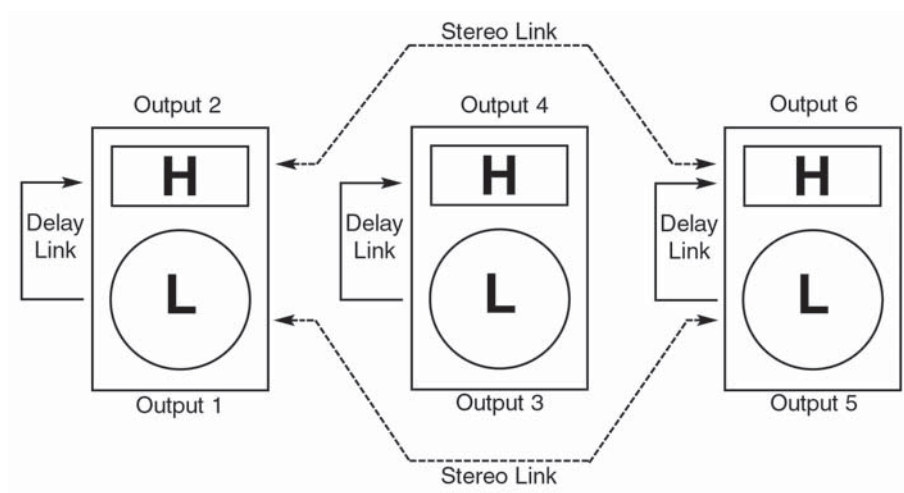 Stereo Link
Output 2
Output 4
Output 6
H
H
H
Delay
Link
Delay
Link
Delay
Link
L
L
L
Output 1
Output 3
Output 5
Stereo Link